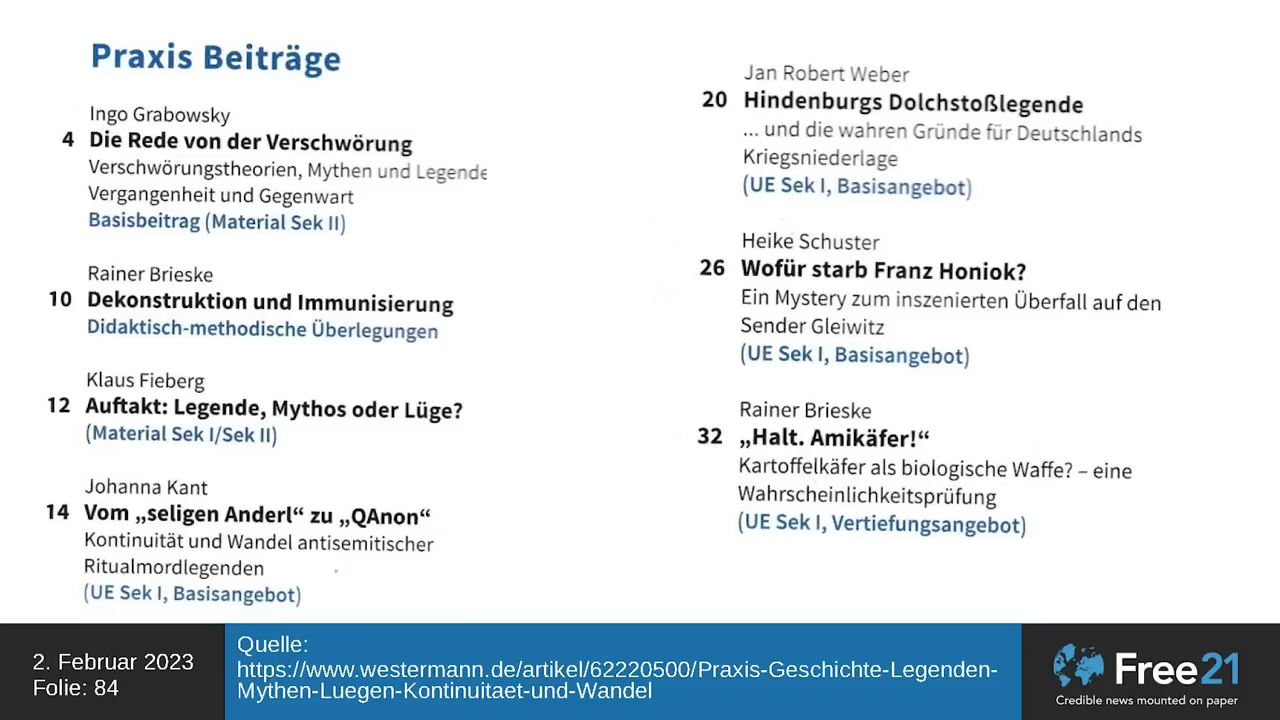 Praxis Beiträge
Ingo Grabowsky
4 Die Rede von der Verschwörung
Verschwörungstheorien, Mythen und Legende
Vergangenheit und Gegenwart
Basisbeitrag (Material Sek II)
Rainer Brieske
10 Dekonstruktion und Immunisierung
Didaktisch-methodische Überlegungen
Klaus Fieberg
12 Auftakt: Legende, Mythos oder Lüge?
(Material Sek I/Sek II)
Johanna Kant
14 Vom „seligen Anderl“ zu „QAnon“
Kontinuität und Wandel antisemitischer
Ritualmordlegenden
(UE Sek I, Basisangebot)
Jan Robert Weber
20 Hindenburgs Dolchstoßlegende
... und die wahren Gründe für Deutschlands
Kriegsniederlage
(UE Sek I, Basisangebot)
Heike Schuster
26 Wofür starb Franz Honiok?
Ein Mystery zum inszenierten Überfall auf den
Sender Gleiwitz
(UE Sek I, Basisangebot)
Rainer Brieske
32 „Halt. Amikäfer!“
Kartoffelkäfer als biologische Waffe? – eine
Wahrscheinlichkeitsprüfung
(UE Sek I, Vertiefungsangebot)
2. Februar 2023
Folie: 84
Quelle:
https://www.westermann.de/artikel/62220500/Praxis-Geschichte-Legenden-
Mythen-Luegen-Kontinuitaet-und-Wandel
Free21
Credible news mounted on paper